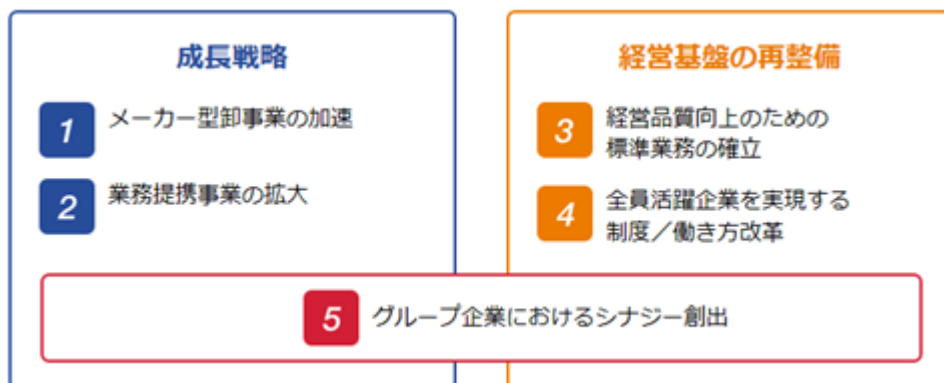 成長戦略
1 メーカー型卸事業の加速
2 業務提携事業の拡大
経営基盤の再整備
3 経営品質向上のための
標準業務の確立
4 全員活躍企業を実現する
制度／働き方改革
5 グループ企業におけるシナジー創出